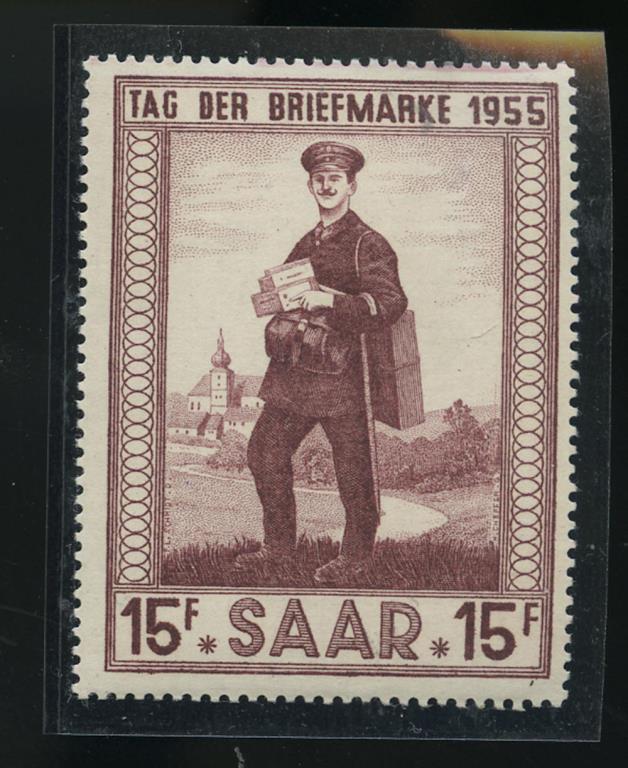 TAG DER BRIEFMARKE 1955
15F * SAAR * 15F